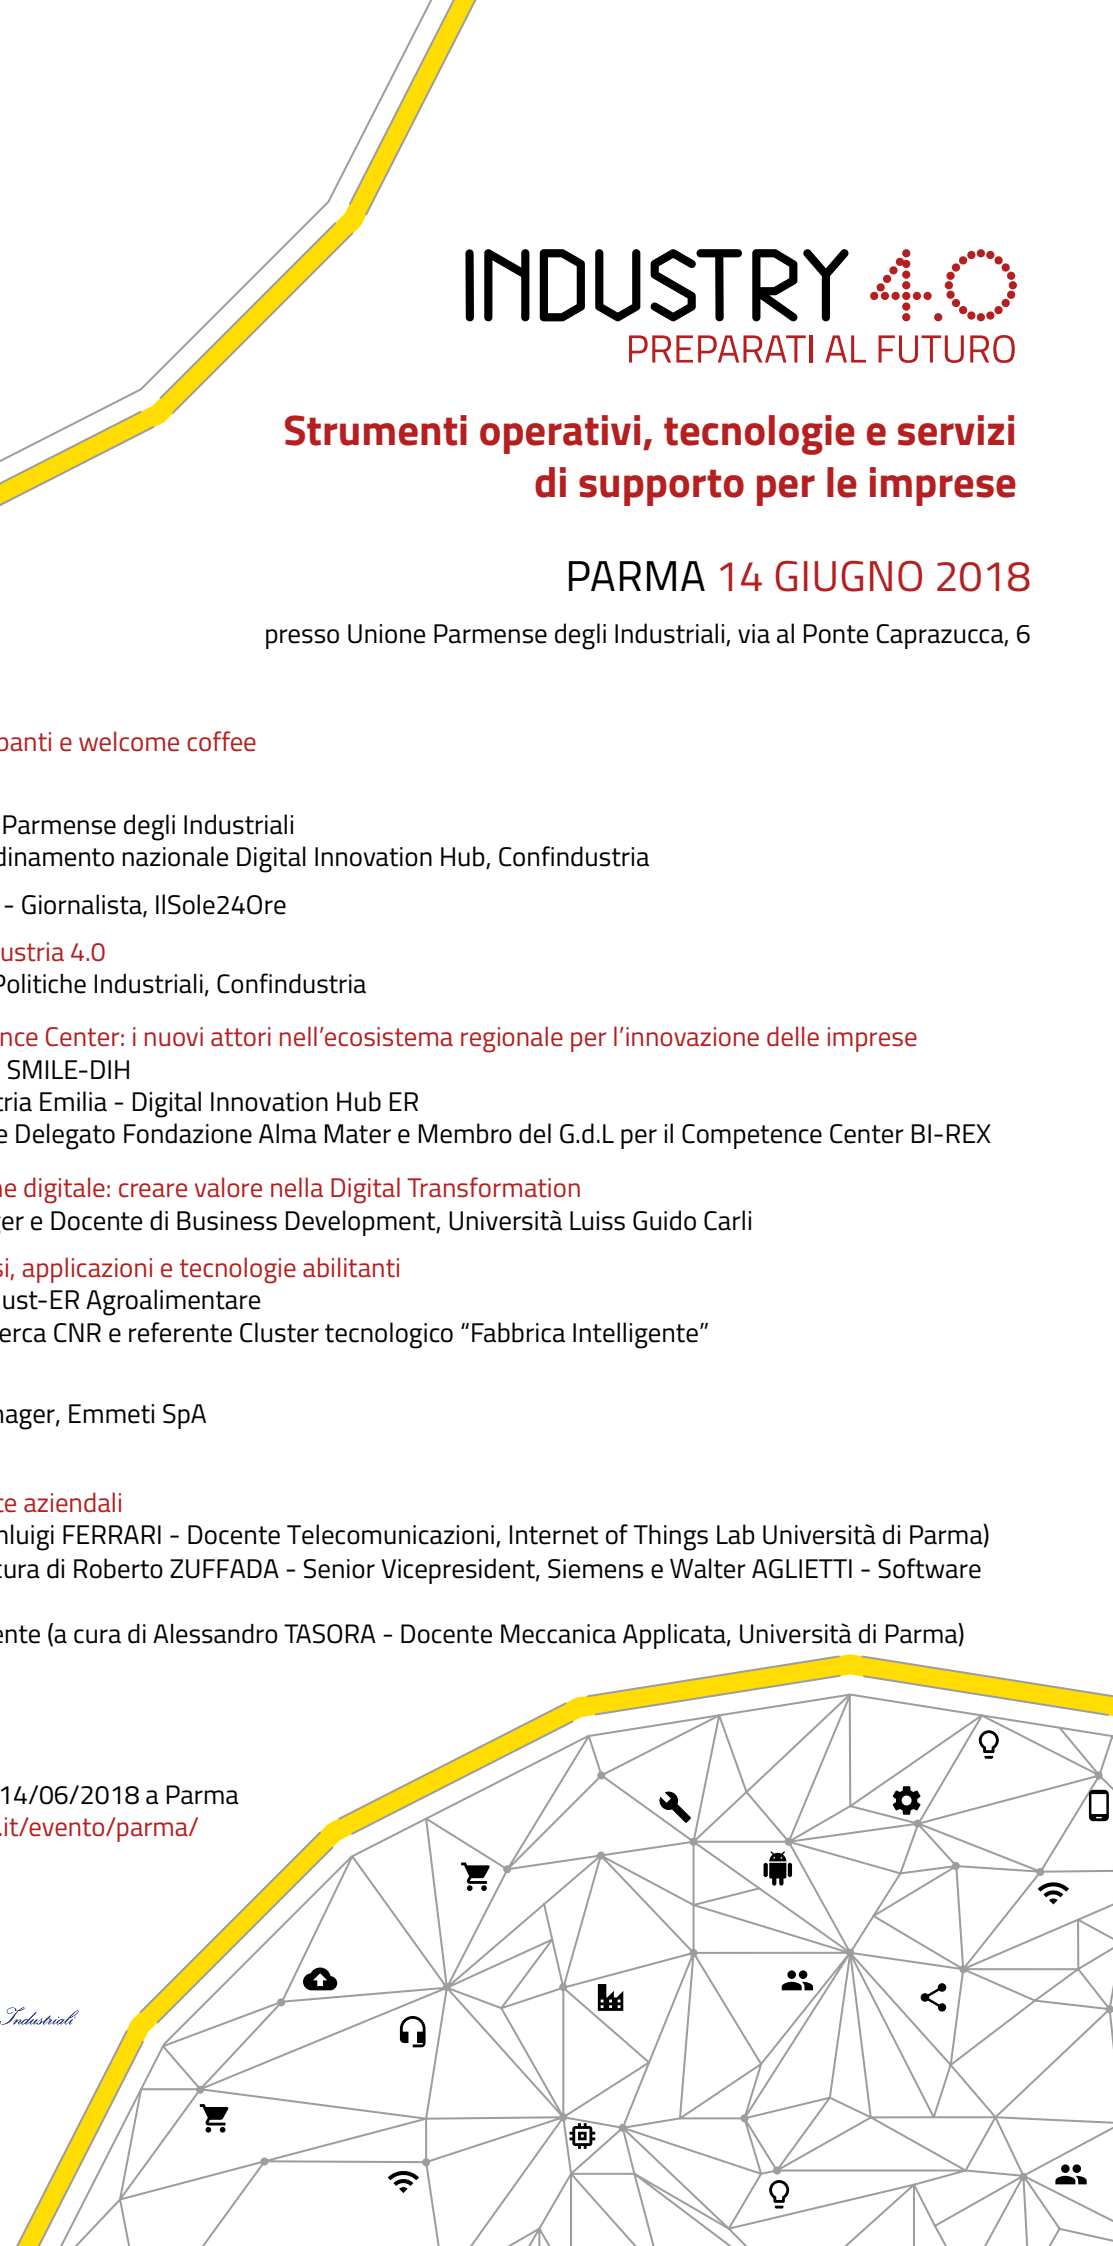 INDUSTRY 4.0
PREPARATI AL FUTURO
Strumenti operativi, tecnologie e servizi
di supporto per le imprese
PARMA 14 GIUGNO 2018
presso Unione Parmense degli Industriali, via al Ponte Caprazucca, 6
panti e welcome coffee
Parmense degli Industriali
dinamento nazionale Digital Innovation Hub, Confindustria
- Giornalista, IlSole24Ore
ustria 4.0
Politiche Industriali, Confindustria
nce Center: i nuovi attori nell’ecosistema regionale per l’innovazione delle imprese
SMILE-DIH
tria Emilia - Digital Innovation Hub ER
e Delegato Fondazione Alma Mater e Membro del G.d.L per il Competence Center BI-REX
ne digitale: creare valore nella Digital Transformation
ger e Docente di Business Development, Università Luiss Guido Carli
si, applicazioni e tecnologie abilitanti
ust-ER Agroalimentare
erca CNR e referente Cluster tecnologico “Fabbrica Intelligente”
nager, Emmeti SpA
te aziendali
nluigi FERRARI - Docente Telecomunicazioni, Internet of Things Lab Università di Parma)
cura di Roberto ZUFFADA - Senior Vicepresident, Siemens e Walter AGLIETTI - Software
ente (a cura di Alessandro TASORA - Docente Meccanica Applicata, Università di Parma)
14/06/2018 a Parma
.it/evento/parma/
Industriali